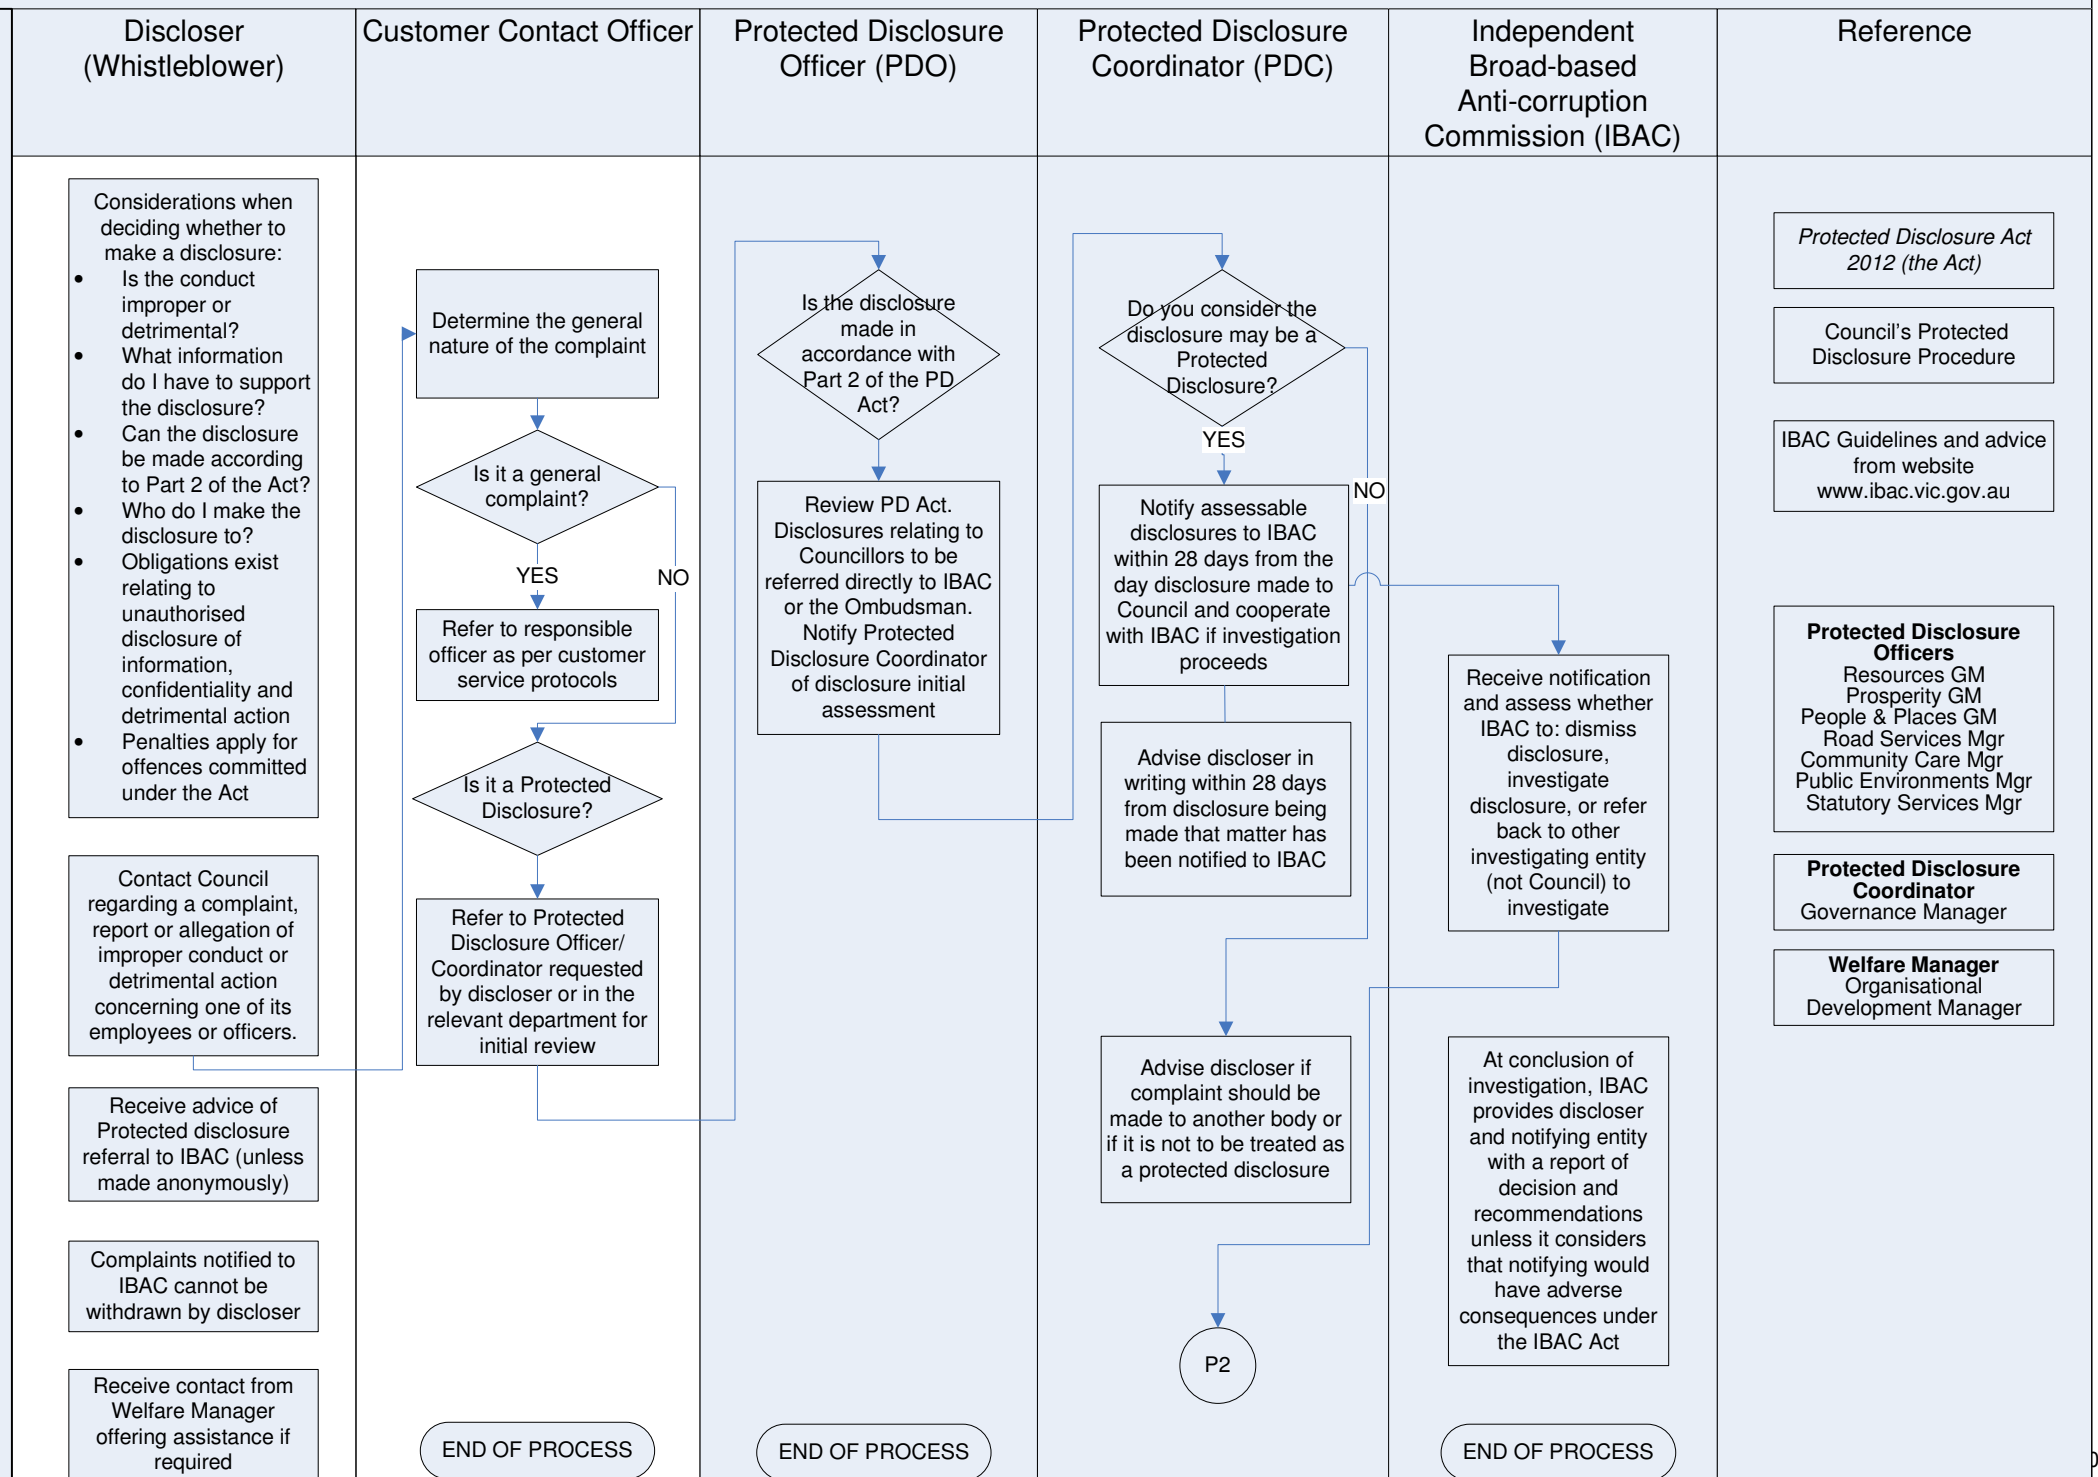 Discloser
(Whistleblower)
Customer Contact Officer
Protected Disclosure
Officer (PDO)
Protected Disclosure
Coordinator (PDC)
Independent
Broad-based
Anti-corruption
Commission (IBAC)
Reference
Considerations when
deciding whether to
make a disclosure:
• Is the conduct
improper or
detrimental?
• What information
do I have to support
the disclosure?
• Can the disclosure
be made according
to Part 2 of the Act?
• Who do I make the
disclosure to?
• Obligations exist
relating to
unauthorised
disclosure of
information,
confidentiality and
detrimental action
• Penalties apply for
offences committed
under the Act
Contact Council
regarding a complaint,
report or allegation of
improper conduct or
detrimental action
concerning one of its
employees or officers.
Receive advice of
Protected disclosure
referral to IBAC (unless
made anonymously)
Complaints notified to
IBAC cannot be
withdrawn by discloser
Receive contact from
Welfare Manager
offering assistance if
required
Determine the general
nature of the complaint
Is it a general
complaint?
YES
NO
Refer to responsible
officer as per customer
service protocols
Is it a Protected
Disclosure?
Refer to Protected
Disclosure Officer/
Coordinator requested
by discloser or in the
relevant department for
initial review
END OF PROCESS
Is the disclosure
made in
accordance with
Part 2 of the PD
Act?
Review PD Act.
Disclosures relating to
Councillors to be
referred directly to IBAC
or the Ombudsman.
Notify Protected
Disclosure Coordinator
of disclosure initial
assessment
END OF PROCESS
Do you consider the
disclosure may be a
Protected
Disclosure?
YES
NO
Notify assessable
disclosures to IBAC
within 28 days from the
day disclosure made to
Council and cooperate
with IBAC if investigation
proceeds
Advise discloser in
writing within 28 days
from disclosure being
made that matter has
been notified to IBAC
Advise discloser if
complaint should be
made to another body or
if it is not to be treated as
a protected disclosure
P2
Receive notification
and assess whether
IBAC to: dismiss
disclosure,
investigate
disclosure, or refer
back to other
investigating entity
(not Council) to
investigate
At conclusion of
investigation, IBAC
provides discloser
and notifying entity
with a report of
decision and
recommendations
unless it considers
that notifying would
have adverse
consequences under
the IBAC Act
END OF PROCESS
Protected Disclosure Act
2012 (the Act)
Council's Protected
Disclosure Procedure
IBAC Guidelines and advice
from website
www.ibac.vic.gov.au
Protected Disclosure
Officers
Resources GM
Prosperity GM
People & Places GM
Road Services Mgr
Community Care Mgr
Public Environments Mgr
Statutory Services Mgr
Protected Disclosure
Coordinator
Governance Manager
Welfare Manager
Organisational
Development Manager